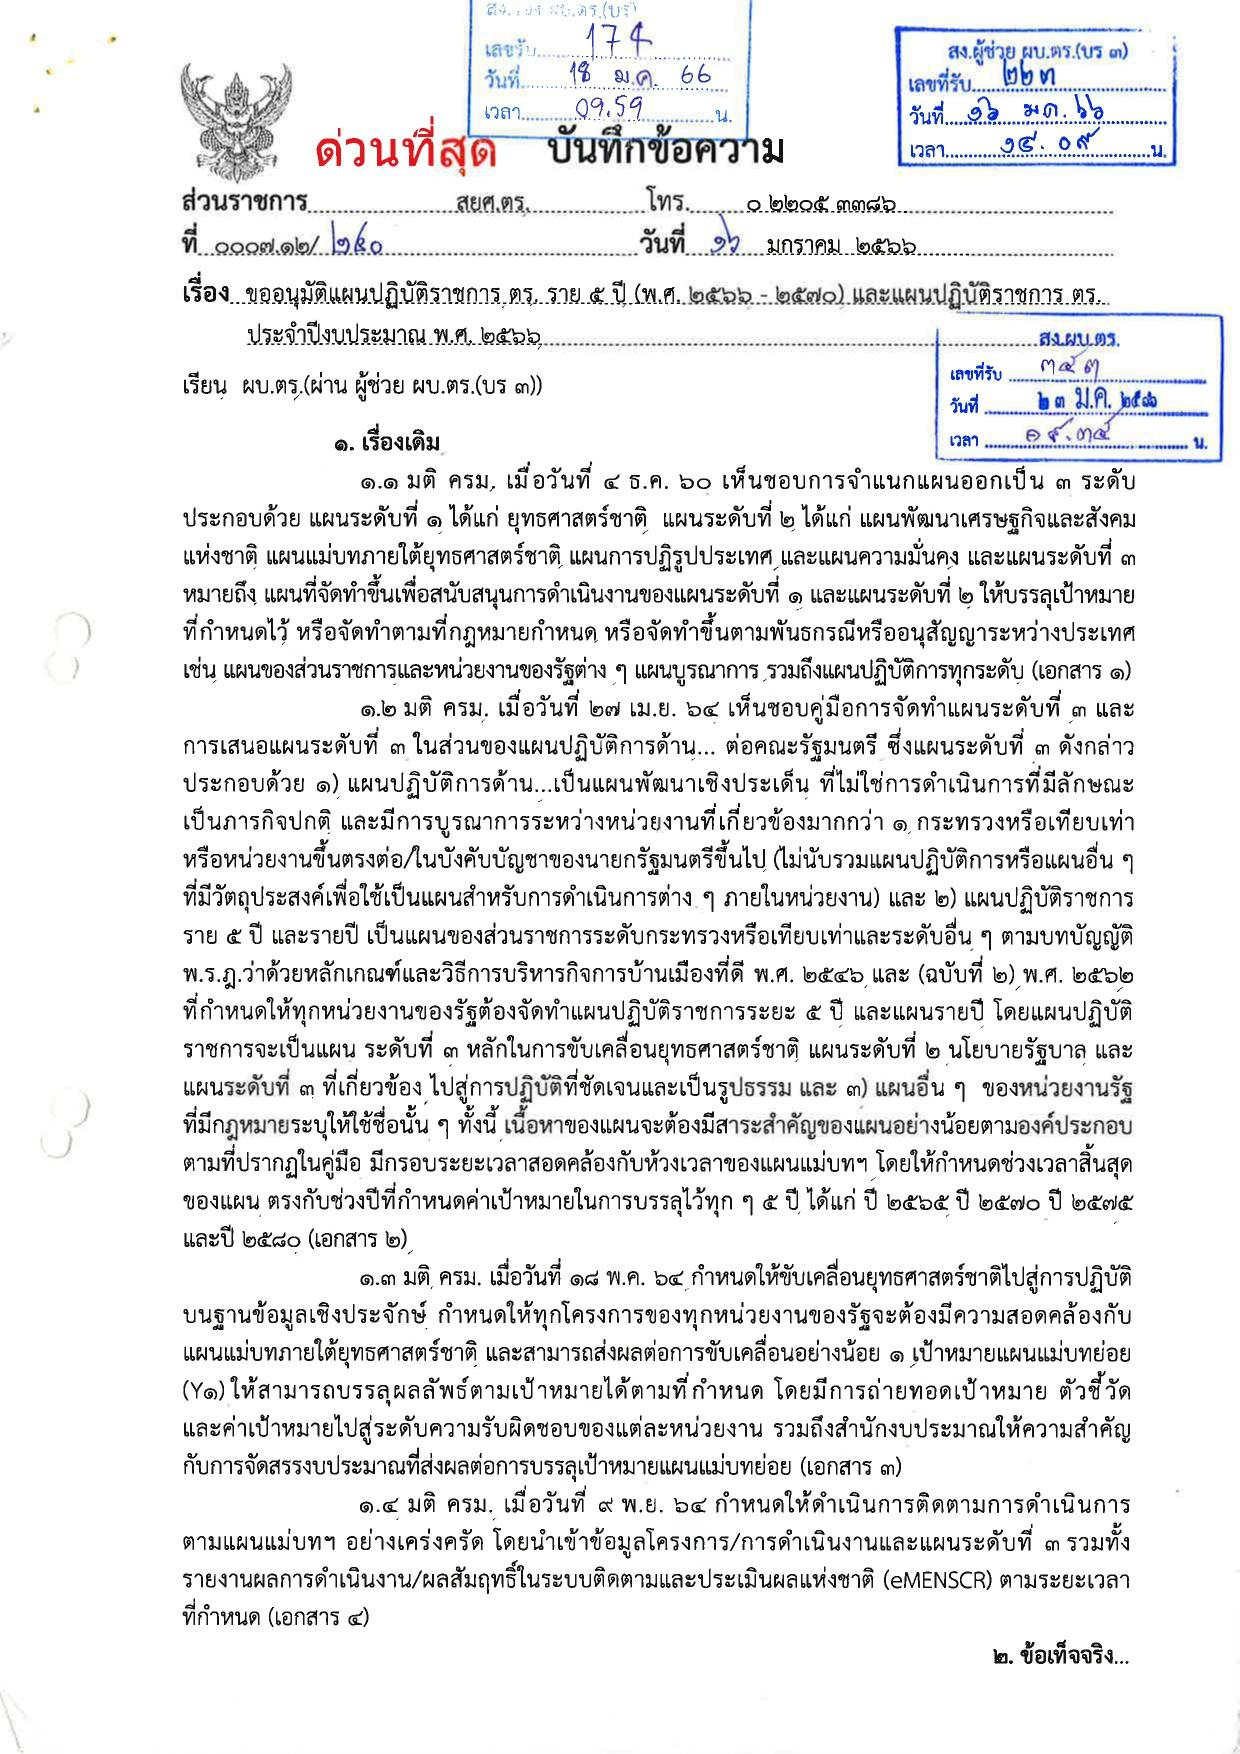 สง.ผู้ช่วย ผบ.ตร.(บร ๓)
เลขที่รับ ๒๒๓
วันที่ ๑๖ มค. ๖๖
เวลา ๑๔.๐๙ น.
ผบ.ตร.(บร)
เลขรับ 174
วันที่ 18 ม.ค. 66
เวลา 09.59 น.
ด่วนที่สุด บันทึกข้อความ
ส่วนราชการ สยศ.ตร. โทร. ๐ ๒๒๐๕ ๓๓๘๖
ที่ ๐๐๐๗.๑๒/ ๒๔๐ วันที่ ๑๖ มกราคม ๒๕๖๖
เรื่อง ขออนุมัติแผนปฏิบัติราชการ ตร. ราย ๕ ปี (พ.ศ. ๒๕๖๖ - ๒๕๗๐) และแผนปฏิบัติราชการ ตร.
ประจำปีงบประมาณ พ.ศ. ๒๕๖๖
สง.ผบ.ตร.
เลขที่รับ ๓๕๓
วันที่ ๒๓ ม.ค. ๒๕๖๖
เวลา น.
เรียน ผบ.ตร.(ผ่าน ผู้ช่วย ผบ.ตร.(บร ๓))
๑. เรื่องเดิม
๑.๑ มติ ครม. เมื่อวันที่ ๔ ธ.ค. ๖๐ เห็นชอบการจำแนกแผนออกเป็น ๓ ระดับ
ประกอบด้วย แผนระดับที่ ๑ ได้แก่ ยุทธศาสตร์ชาติ แผนระดับที่ ๒ ได้แก่ แผนพัฒนาเศรษฐกิจและสังคม
แห่งชาติ แผนแม่บทภายใต้ยุทธศาสตร์ชาติ แผนการปฏิรูปประเทศ และแผนความมั่นคง และแผนระดับที่ ๓
หมายถึง แผนที่จัดทำขึ้นเพื่อสนับสนุนการดำเนินงานของแผนระดับที่ ๑ และแผนระดับที่ ๒ ให้บรรลุเป้าหมาย
ที่กำหนดไว้ หรือจัดทำตามที่กฎหมายกำหนด หรือจัดทำขึ้นตามพันธกรณีหรืออนุสัญญาระหว่างประเทศ
เช่น แผนของส่วนราชการและหน่วยงานของรัฐต่าง ๆ แผนบูรณาการ รวมถึงแผนปฏิบัติการทุกระดับ (เอกสาร ๑)
๑.๒ มติ ครม. เมื่อวันที่ ๒๗ เม.ย. ๖๔ เห็นชอบคู่มือการจัดทำแผนระดับที่ ๓ และ
การเสนอแผนระดับที่ ๓ ในส่วนของแผนปฏิบัติการด้าน... ต่อคณะรัฐมนตรี ซึ่งแผนระดับที่ ๓ ดังกล่าว
ประกอบด้วย ๑) แผนปฏิบัติการด้าน...เป็นแผนพัฒนาเชิงประเด็น ที่ไม่ใช่การดำเนินการที่มีลักษณะ
เป็นภารกิจปกติ และมีการบูรณาการระหว่างหน่วยงานที่เกี่ยวข้องมากกว่า ๑ กระทรวงหรือเทียบเท่า
หรือหน่วยงานขึ้นตรงต่อ/ในบังคับบัญชาของนายกรัฐมนตรีขึ้นไป (ไม่นับรวมแผนปฏิบัติการหรือแผนอื่น ๆ
ที่มีวัตถุประสงค์เพื่อใช้เป็นแผนสำหรับการดำเนินการต่าง ๆ ภายในหน่วยงาน) และ ๒) แผนปฏิบัติราชการ
ราย ๕ ปี และรายปี เป็นแผนของส่วนราชการระดับกระทรวงหรือเทียบเท่าและระดับอื่น ๆ ตามบทบัญญัติ
พ.ร.ฎ.ว่าด้วยหลักเกณฑ์และวิธีการบริหารกิจการบ้านเมืองที่ดี พ.ศ. ๒๕๔๖ และ (ฉบับที่ ๒) พ.ศ. ๒๕๖๒
ที่กำหนดให้ทุกหน่วยงานของรัฐต้องจัดทำแผนปฏิบัติราชการระยะ ๕ ปี และแผนรายปี โดยแผนปฏิบัติ
ราชการจะเป็นแผน ระดับที่ ๓ หลักในการขับเคลื่อนยุทธศาสตร์ชาติ แผนระดับที่ ๒ นโยบายรัฐบาล และ
แผนระดับที่ ๓ ที่เกี่ยวข้อง ไปสู่การปฏิบัติที่ชัดเจนและเป็นรูปธรรม และ ๓) แผนอื่น ๆ ของหน่วยงานรัฐ
ที่มีกฎหมายระบุให้ใช้ชื่อนั้น ๆ ทั้งนี้ เนื้อหาของแผนจะต้องมีสาระสำคัญของแผนอย่างน้อยตามองค์ประกอบ
ตามที่ปรากฏในคู่มือ มีกรอบระยะเวลาสอดคล้องกับห้วงเวลาของแผนแม่บทฯ โดยให้กำหนดช่วงเวลาสิ้นสุด
ของแผน ตรงกับช่วงปีที่กำหนดค่าเป้าหมายในการบรรลุไว้ทุก ๆ ๕ ปี ได้แก่ ปี ๒๕๖๕ ปี ๒๕๗๐ ปี ๒๕๗๕
และปี ๒๕๘๐ (เอกสาร ๒)
๑.๓ มติ ครม. เมื่อวันที่ ๑๘ พ.ค. ๖๔ กำหนดให้ขับเคลื่อนยุทธศาสตร์ชาติไปสู่การปฏิบัติ
บนฐานข้อมูลเชิงประจักษ์ กำหนดให้ทุกโครงการของทุกหน่วยงานของรัฐจะต้องมีความสอดคล้องกับ
แผนแม่บทภายใต้ยุทธศาสตร์ชาติ และสามารถส่งผลต่อการขับเคลื่อนอย่างน้อย ๑ เป้าหมายแผนแม่บทย่อย
(Y๑) ให้สามารถบรรลุผลลัพธ์ตามเป้าหมายได้ตามที่กำหนด โดยมีการถ่ายทอดเป้าหมาย ตัวชี้วัด
และค่าเป้าหมายไปสู่ระดับความรับผิดชอบของแต่ละหน่วยงาน รวมถึงสำนักงบประมาณให้ความสำคัญ
กับการจัดสรรงบประมาณที่ส่งผลต่อการบรรลุเป้าหมายแผนแม่บทย่อย (เอกสาร ๓)
๑.๔ มติ ครม. เมื่อวันที่ ๙ พ.ย. ๖๔ กำหนดให้ดำเนินการติดตามการดำเนินการ
ตามแผนแม่บทฯ อย่างเคร่งครัด โดยนำเข้าข้อมูลโครงการ/การดำเนินงานและแผนระดับที่ ๓ รวมทั้ง
รายงานผลการดำเนินงาน/ผลสัมฤทธิ์ในระบบติดตามและประเมินผลแห่งชาติ (eMENSCR) ตามระยะเวลา
ที่กำหนด (เอกสาร ๔)
๒. ข้อเท็จจริง...